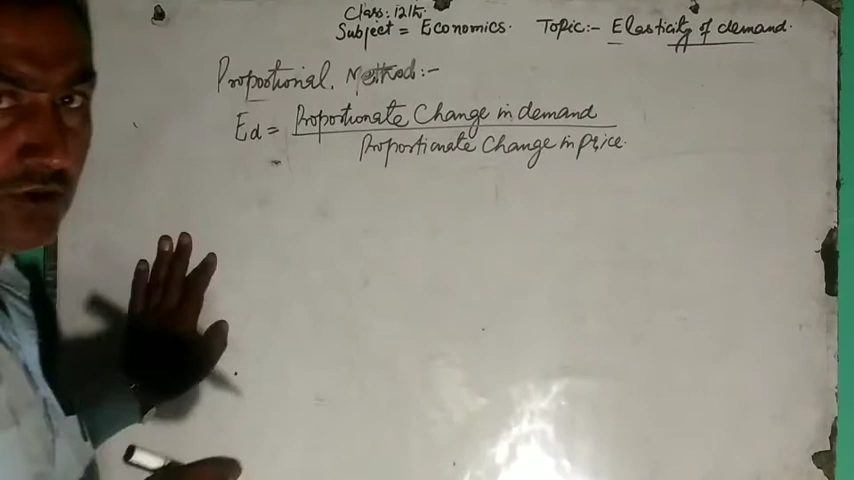 Class: 12th
Subject = Economics. Topic:- Elasticity of demand.
Proportional. Method:-
Ed = Proportionate Change in demand
Proportionate Change in price.